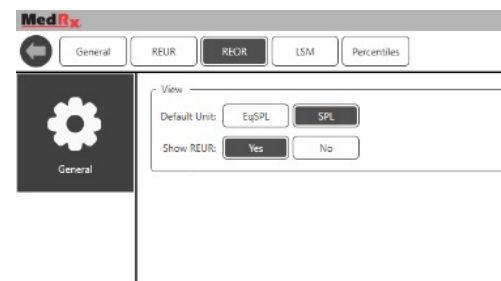 MedRx
General REUR REOR LSM Percentiles
View
Default Unit: EqSPL SPL
Show REUR: Yes No
General